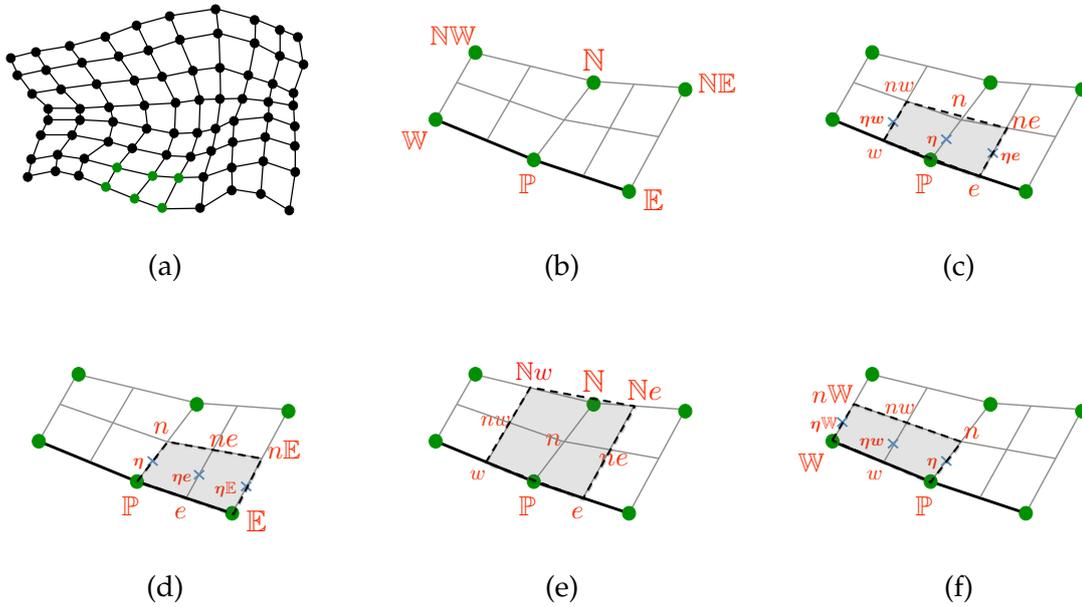 ℕ𝕎
ℕ
ℕ𝔼
𝕎
ℙ
𝔼
nw
n
ne
ηw
η
ηe
w
ℙ
e
(a)
(b)
(c)
n
ne
n𝔼
η
ηe
η𝔼
ℙ
e
𝔼
ℕw
ℕ
ℕe
nw
n
ne
w
ℙ
e
n𝕎
nw
n
η𝕎
ηw
η
𝕎
w
ℙ
(d)
(e)
(f)